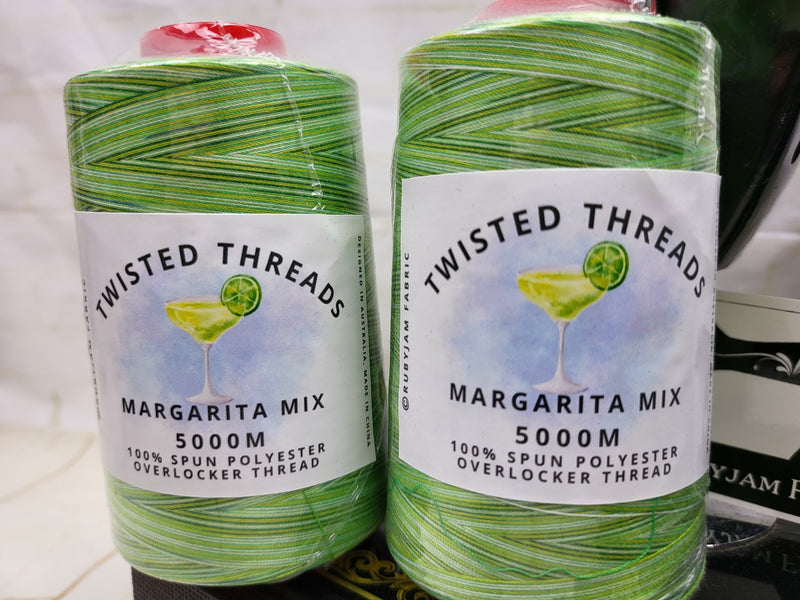 TWISTED THREADS
MARGARITA MIX
5000M
100% SPUN POLYESTER
OVERLOCKER THREAD
DESIGNED IN AUSTRALIA. MADE IN CHINA
©RUBYJAM FABRIC
TWISTED THREADS
MARGARITA MIX
5000M
100% SPUN POLYESTER
OVERLOCKER THREAD
YJAM F